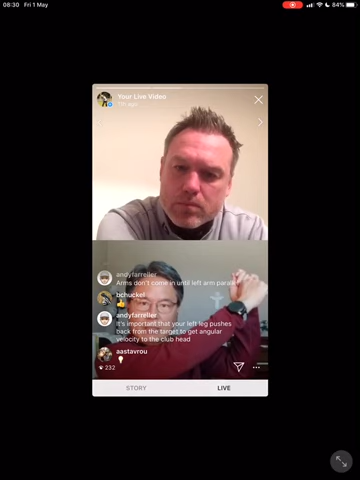 08:30 Fri 1 May
84%
Your Live Video
11h ago
andyfarreller
Arms don't come in until left arm parallel
bchuckel
👍
andyfarreller
It's important that your left leg pushes
back from the target to get angular
velocity to the club head
aastavrou
232
STORY LIVE